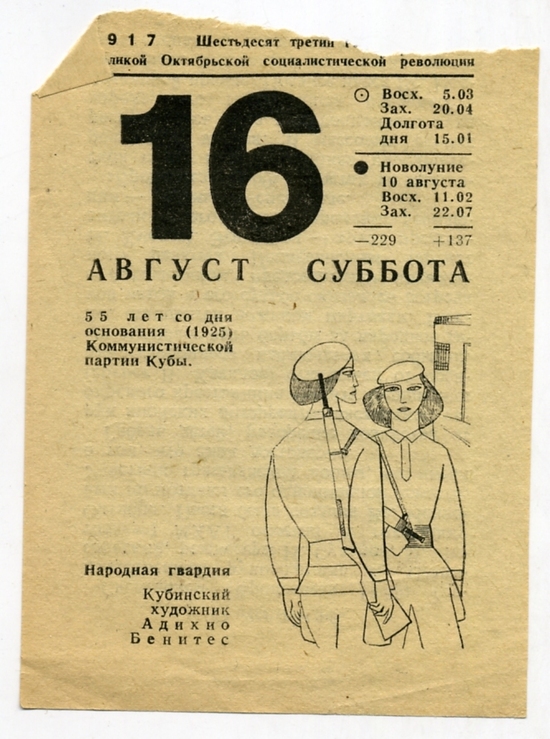 917 Шестьдесят третий
ликой Октябрьской социалистической революции
16
Восх. 5.03
Зах. 20.04
Долгота
дня 15.01
Новолуние
10 августа
Восх. 11.02
Зах. 22.07
—229 +137
АВГУСТ СУББОТА
55 лет со дня
основания (1925)
Коммунистической
партии Кубы.
Народная гвардия
Кубинский
художник
Адихио
Бенитес